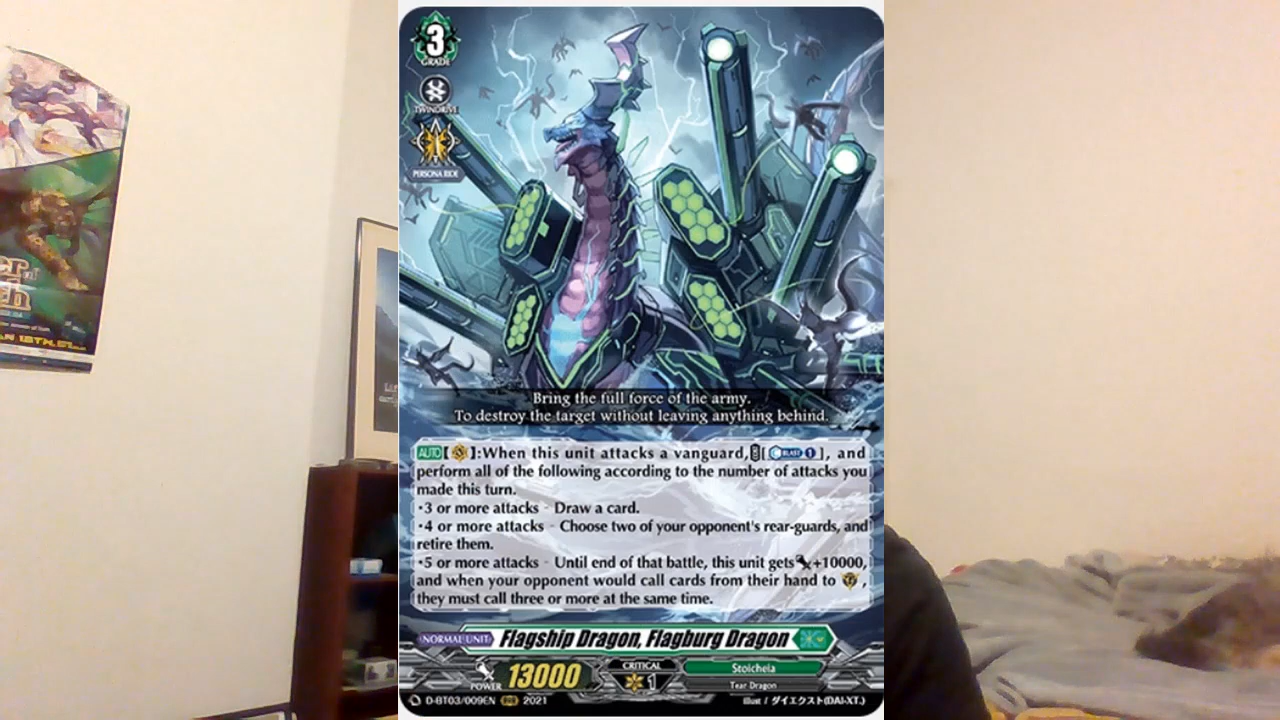 3
GRADE
TWINDRIVE
PERSONA RIDE
Bring the full force of the army.
To destroy the target without leaving anything behind.
AUTO [ ]:When this unit attacks a vanguard, [ BLAST 1 ], and
perform all of the following according to the number of attacks you
made this turn.
・3 or more attacks - Draw a card.
・4 or more attacks - Choose two of your opponent's rear-guards, and
retire them.
・5 or more attacks - Until end of that battle, this unit gets +10000,
and when your opponent would call cards from their hand to ,
they must call three or more at the same time.
NORMAL UNIT Flagship Dragon, Flagburg Dragon
POWER 13000 CRITICAL 1 Stoicheia
Tear Dragon
D-BT03/009EN RRR 2021 Illust / ダイエクスト(DAI-XT.)